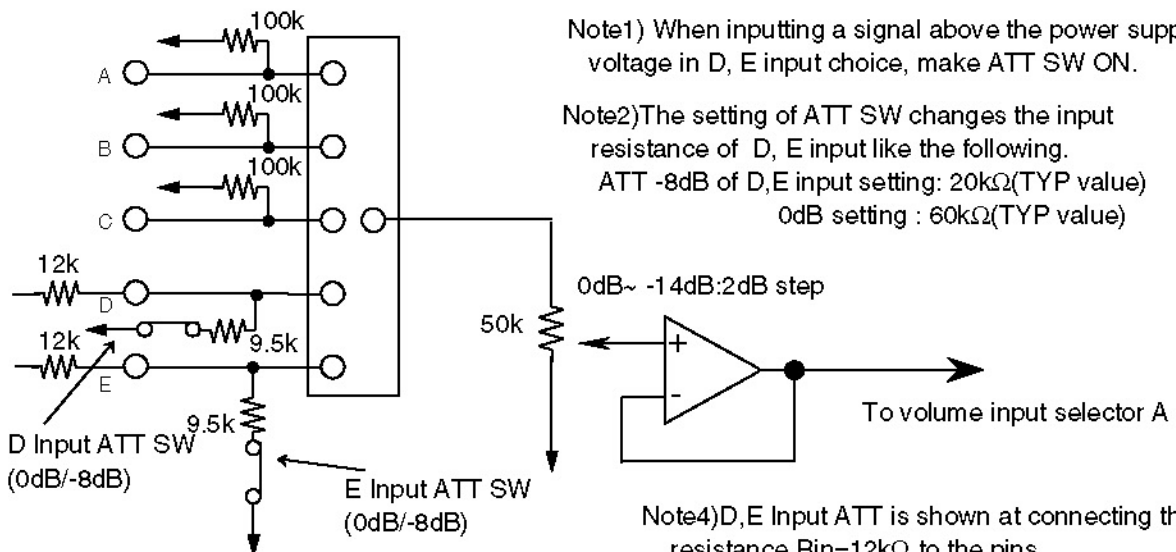 100k
A
100k
B
100k
C
12k
D
9.5k
12k
E
9.5k
D Input ATT SW
(0dB/-8dB)
E Input ATT SW
(0dB/-8dB)
50k
0dB~ -14dB:2dB step
+
-
To volume input selector A
Note1) When inputting a signal above the power supp
voltage in D, E input choice, make ATT SW ON.
Note2)The setting of ATT SW changes the input
resistance of D, E input like the following.
ATT -8dB of D,E input setting: 20kΩ(TYP value)
0dB setting : 60kΩ(TYP value)
Note4)D,E Input ATT is shown at connecting th
resistance Rin=12kΩ to the pins